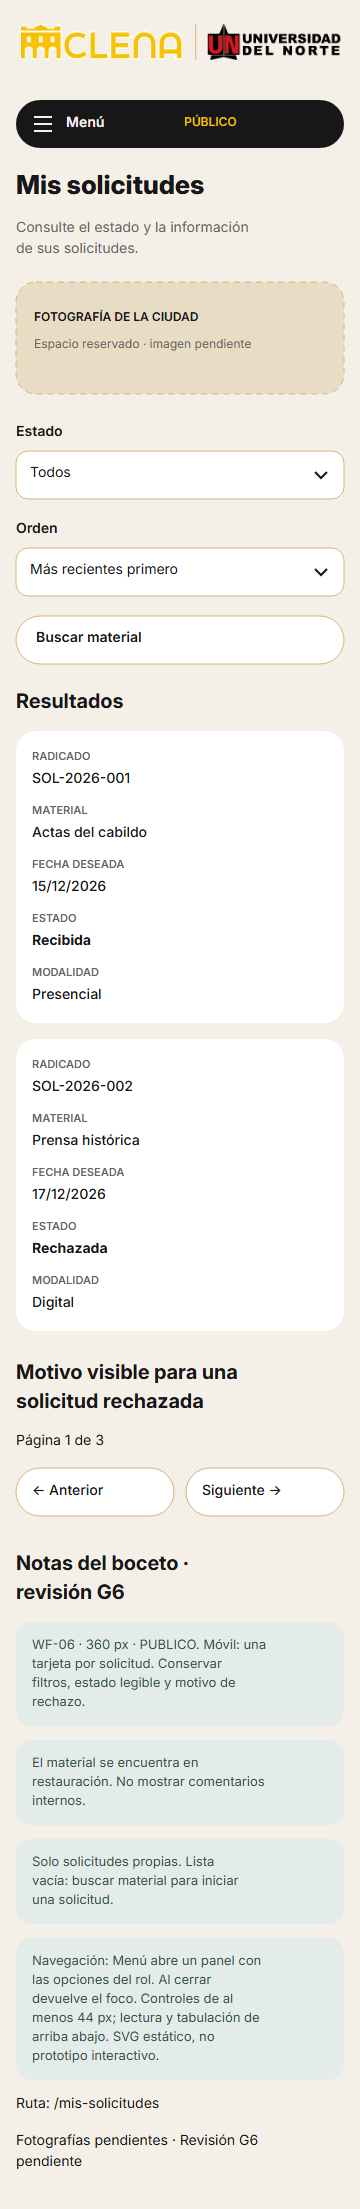 MCLENA
UNIVERSIDAD
DEL NORTE
UN
Menú
PÚBLICO
Mis solicitudes
Consulte el estado y la información
de sus solicitudes.
FOTOGRAFÍA DE LA CIUDAD
Espacio reservado · imagen pendiente
Estado
Todos
Orden
Más recientes primero
Buscar material
Resultados
RADICADO
SOL-2026-001
MATERIAL
Actas del cabildo
FECHA DESEADA
15/12/2026
ESTADO
Recibida
MODALIDAD
Presencial
RADICADO
SOL-2026-002
MATERIAL
Prensa histórica
FECHA DESEADA
17/12/2026
ESTADO
Rechazada
MODALIDAD
Digital
Motivo visible para una
solicitud rechazada
Página 1 de 3
← Anterior
Siguiente →
Notas del boceto ·
revisión G6
WF-06 · 360 px · PUBLICO. Móvil: una
tarjeta por solicitud. Conservar
filtros, estado legible y motivo de
rechazo.
El material se encuentra en
restauración. No mostrar comentarios
internos.
Solo solicitudes propias. Lista
vacía: buscar material para iniciar
una solicitud.
Navegación: Menú abre un panel con
las opciones del rol. Al cerrar
devuelve el foco. Controles de al
menos 44 px; lectura y tabulación de
arriba abajo. SVG estático, no
prototipo interactivo.
Ruta: /mis-solicitudes
Fotografías pendientes · Revisión G6
pendiente